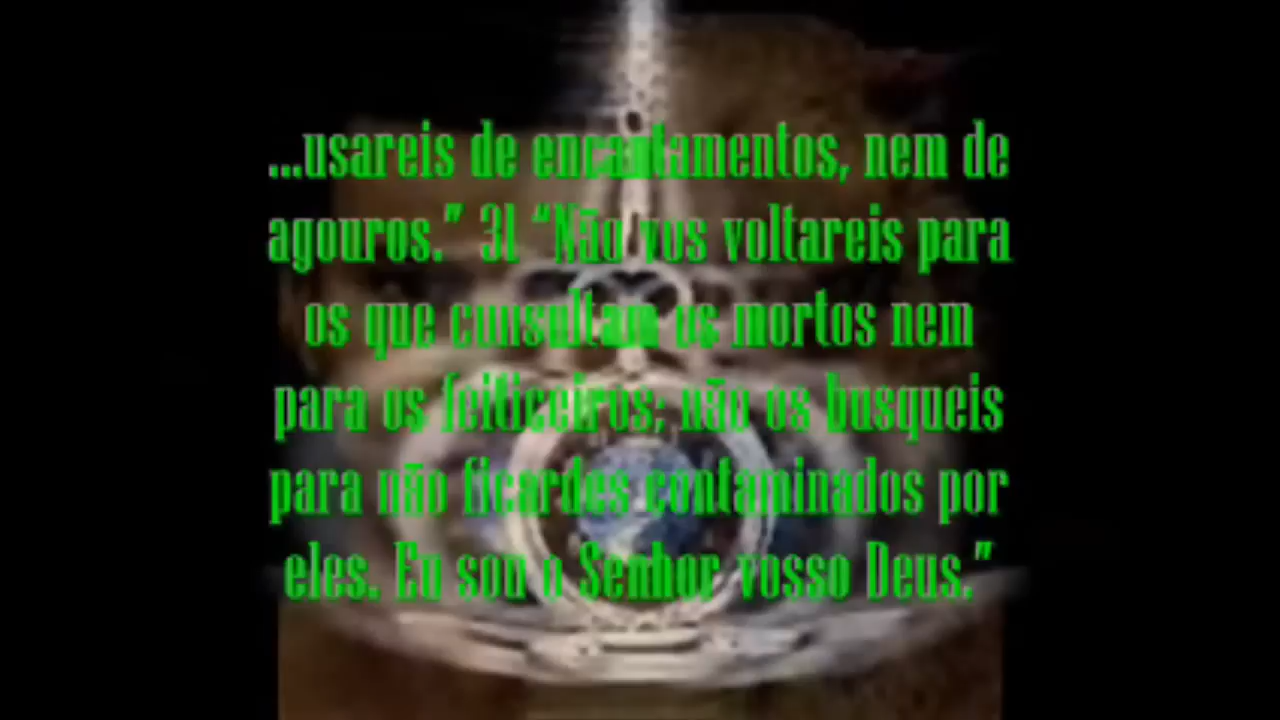 ...usareis de encantamentos, nem de
agouros.” 31 “Não vos voltareis para
os que consultam os mortos nem
para os feiticeiros; não os busqueis
para não ficardes contaminados por
eles. Eu sou o Senhor vosso Deus.”